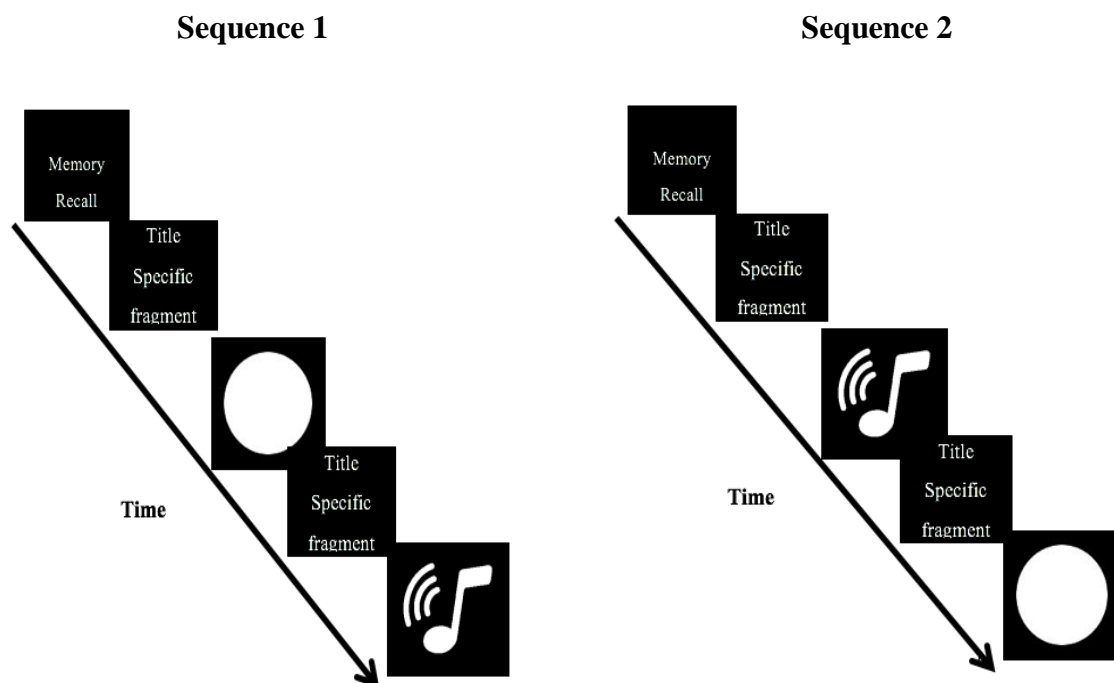 Sequence 1
Memory
Recall
Title
Specific
fragment
Title
Specific
fragment
Time
Sequence 2
Memory
Recall
Title
Specific
fragment
Title
Specific
fragment
Time